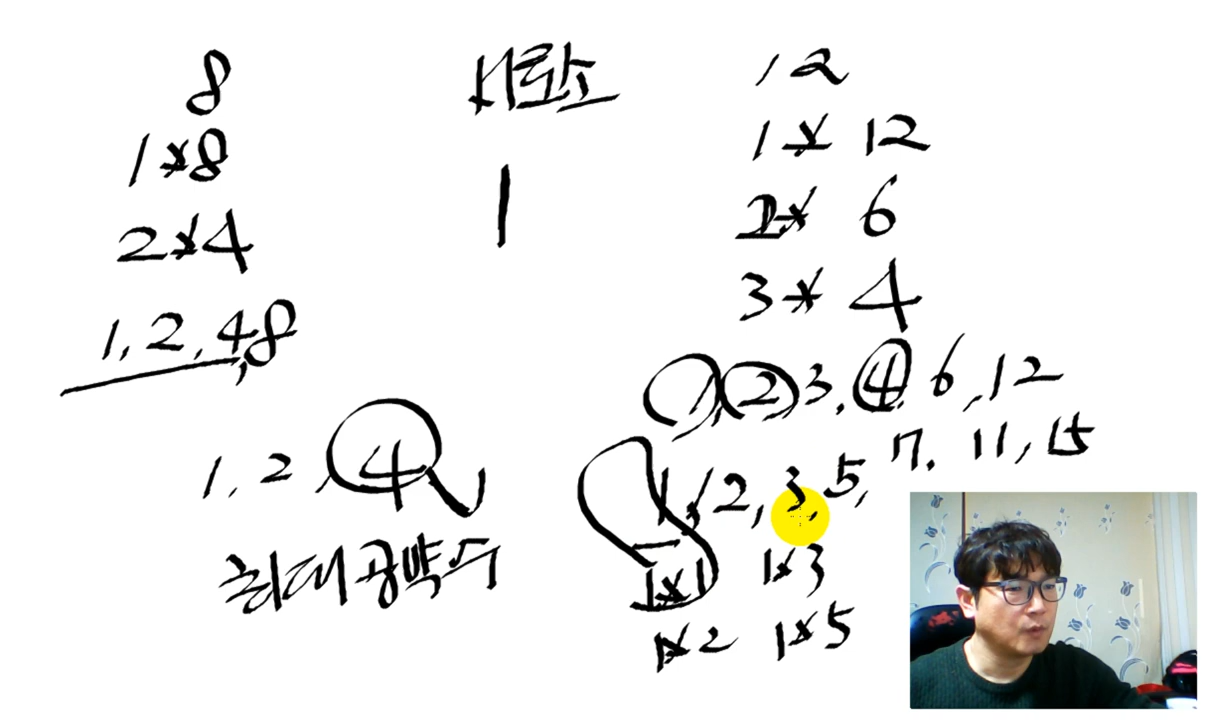 8
1*8
2*4
1, 2, 4, 8
1, 2, 4
최대공약수
서로소
1
12
1* 12
2* 6
3* 4
1, 2, 3, 4, 6, 12
1, 2, 3, 5, 7, 11, 15
1*1 1*3
1*2 1*5